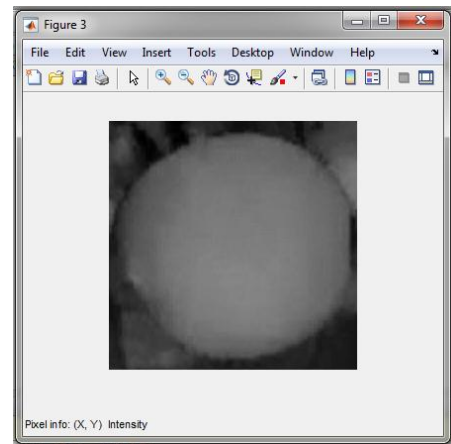 Figure 3
File Edit View Insert Tools Desktop Window Help
Pixel info: (X, Y) Intensity